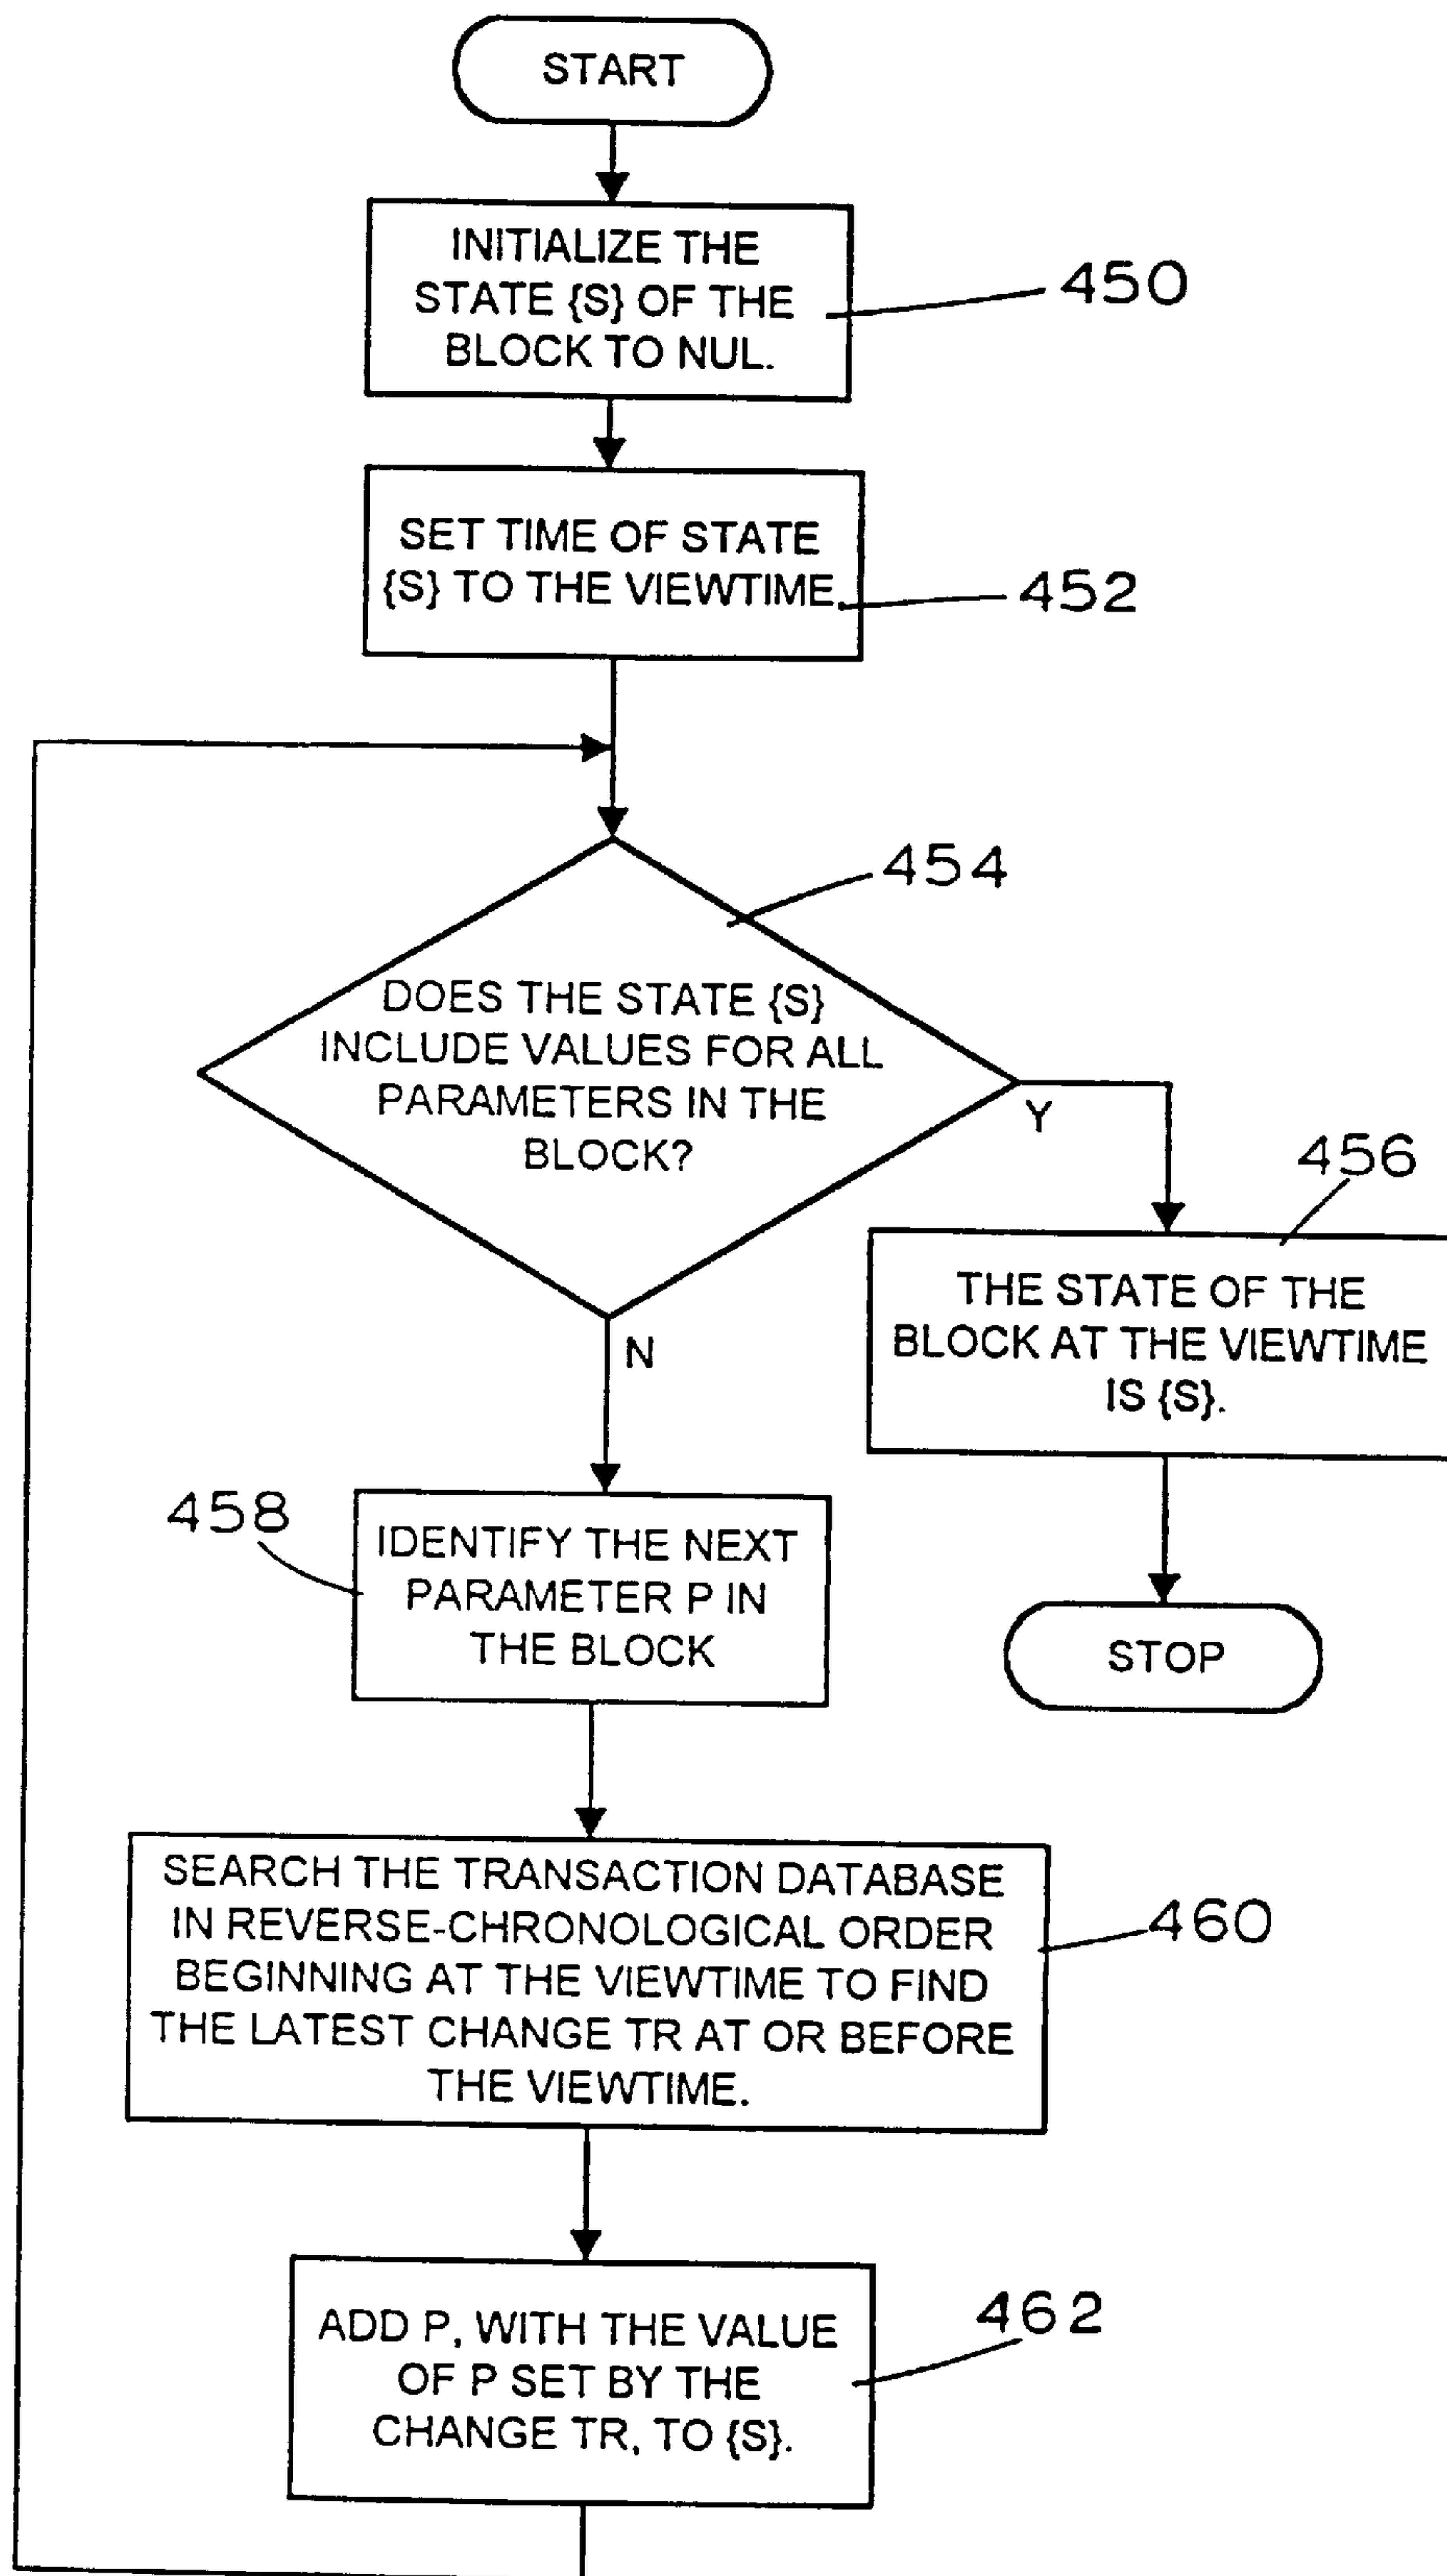 START
INITIALIZE THE
STATE {S} OF THE
BLOCK TO NUL.
450
SET TIME OF STATE
{S} TO THE VIEWTIME.
452
454
DOES THE STATE {S}
INCLUDE VALUES FOR ALL
PARAMETERS IN THE
BLOCK?
Y
N
456
THE STATE OF THE
BLOCK AT THE VIEWTIME
IS {S}.
458
IDENTIFY THE NEXT
PARAMETER P IN
THE BLOCK
STOP
SEARCH THE TRANSACTION DATABASE
IN REVERSE-CHRONOLOGICAL ORDER
BEGINNING AT THE VIEWTIME TO FIND
THE LATEST CHANGE TR AT OR BEFORE
THE VIEWTIME.
460
ADD P, WITH THE VALUE
OF P SET BY THE
CHANGE TR, TO {S}.
462